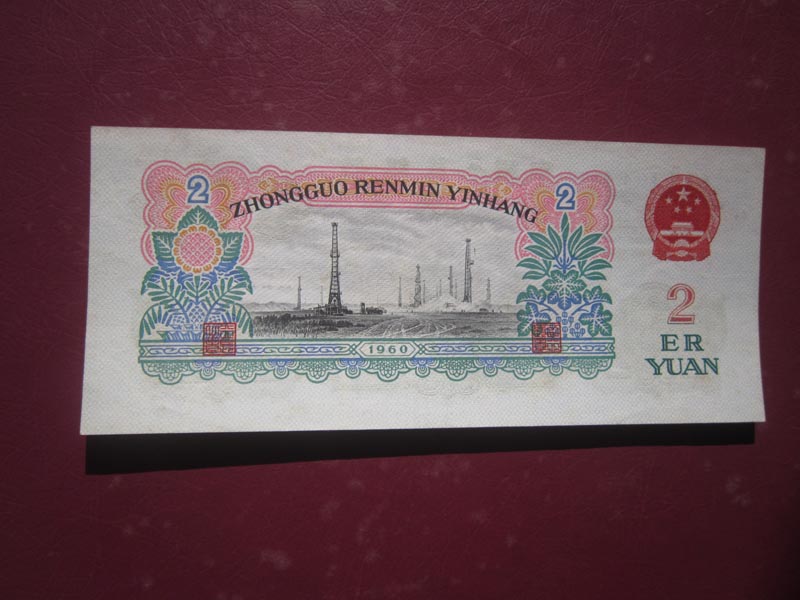 2
ZHONGGUO RENMIN YINHANG
2
1960
2
ER
YUAN